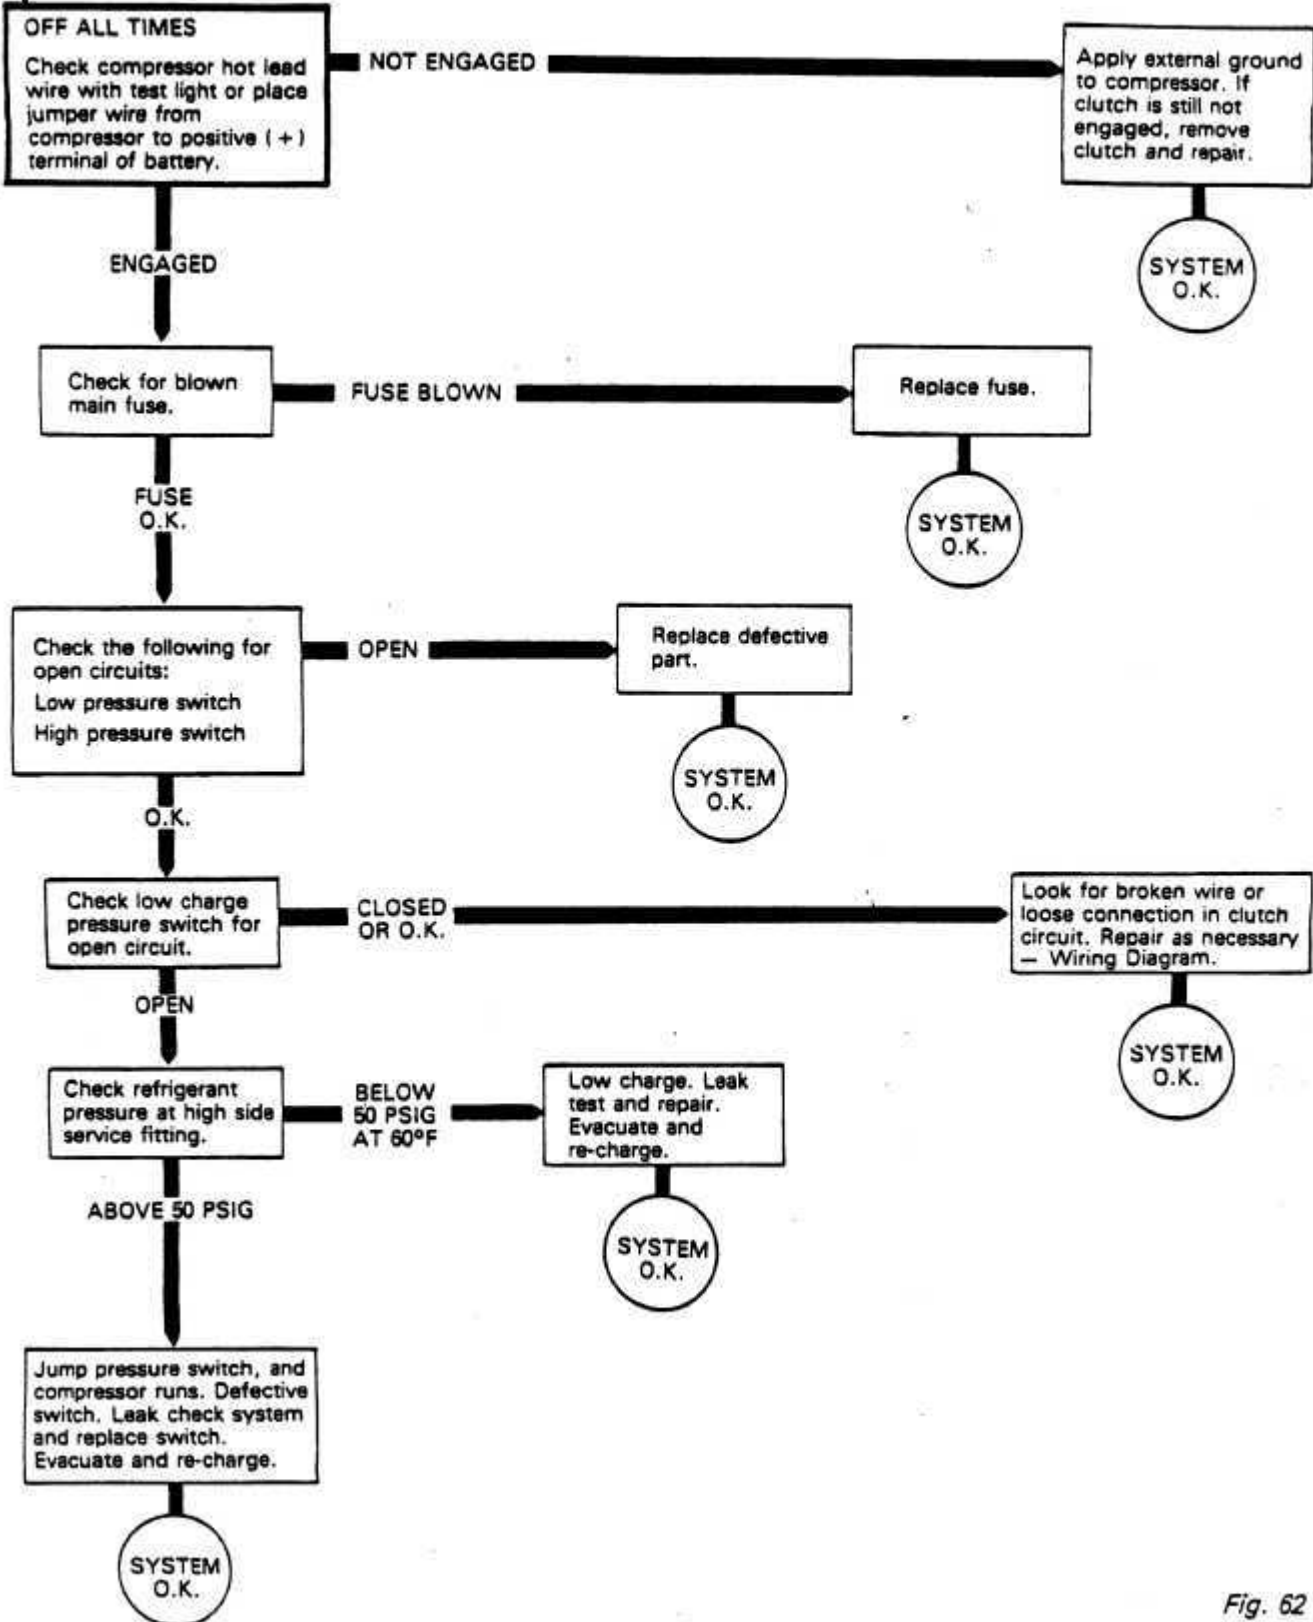 OFF ALL TIMES
Check compressor hot lead
wire with test light or place
jumper wire from
compressor to positive (+)
terminal of battery.
NOT ENGAGED
Apply external ground
to compressor. If
clutch is still not
engaged, remove
clutch and repair.
SYSTEM
O.K.
ENGAGED
Check for blown
main fuse.
FUSE BLOWN
Replace fuse.
SYSTEM
O.K.
FUSE
O.K.
Check the following for
open circuits:
Low pressure switch
High pressure switch
OPEN
Replace defective
part.
SYSTEM
O.K.
O.K.
Check low charge
pressure switch for
open circuit.
CLOSED
OR O.K.
Look for broken wire or
loose connection in clutch
circuit. Repair as necessary
— Wiring Diagram.
SYSTEM
O.K.
OPEN
Check refrigerant
pressure at high side
service fitting.
BELOW
50 PSIG
AT 60°F
Low charge. Leak
test and repair.
Evacuate and
re-charge.
SYSTEM
O.K.
ABOVE 50 PSIG
Jump pressure switch, and
compressor runs. Defective
switch. Leak check system
and replace switch.
Evacuate and re-charge.
SYSTEM
O.K.
Fig. 62